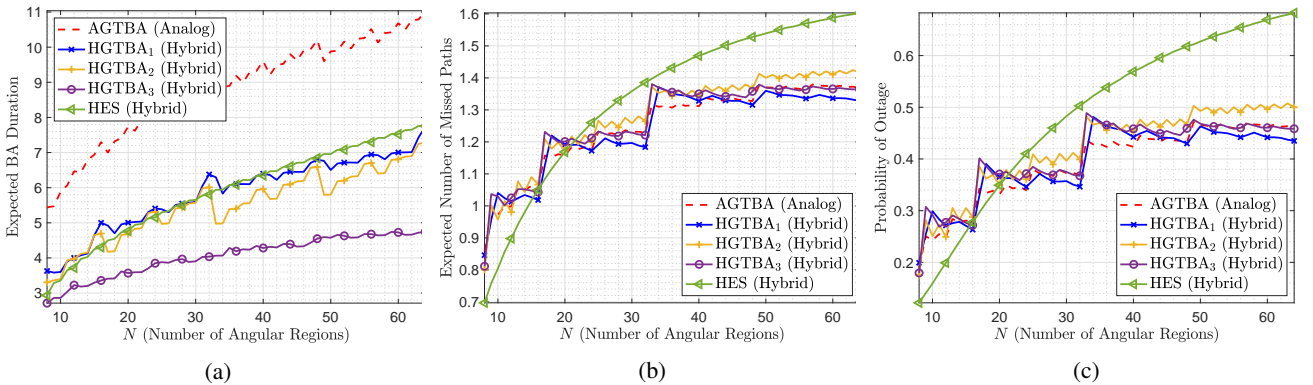 Expected BA Duration
11
10
9
8
7
6
5
4
3
AGTBA (Analog)
HGTBA1 (Hybrid)
HGTBA2 (Hybrid)
HGTBA3 (Hybrid)
HES (Hybrid)
10 20 30 40 50 60
N (Number of Angular Regions)
(a)
Expected Number of Missed Paths
1.6
1.5
1.4
1.3
1.2
1.1
1.0
0.9
0.8
0.7
AGTBA (Analog)
HGTBA1 (Hybrid)
HGTBA2 (Hybrid)
HGTBA3 (Hybrid)
HES (Hybrid)
10 20 30 40 50 60
N (Number of Angular Regions)
(b)
Probability of Outage
0.6
0.5
0.4
0.3
0.2
AGTBA (Analog)
HGTBA1 (Hybrid)
HGTBA2 (Hybrid)
HGTBA3 (Hybrid)
HES (Hybrid)
10 20 30 40 50 60
N (Number of Angular Regions)
(c)